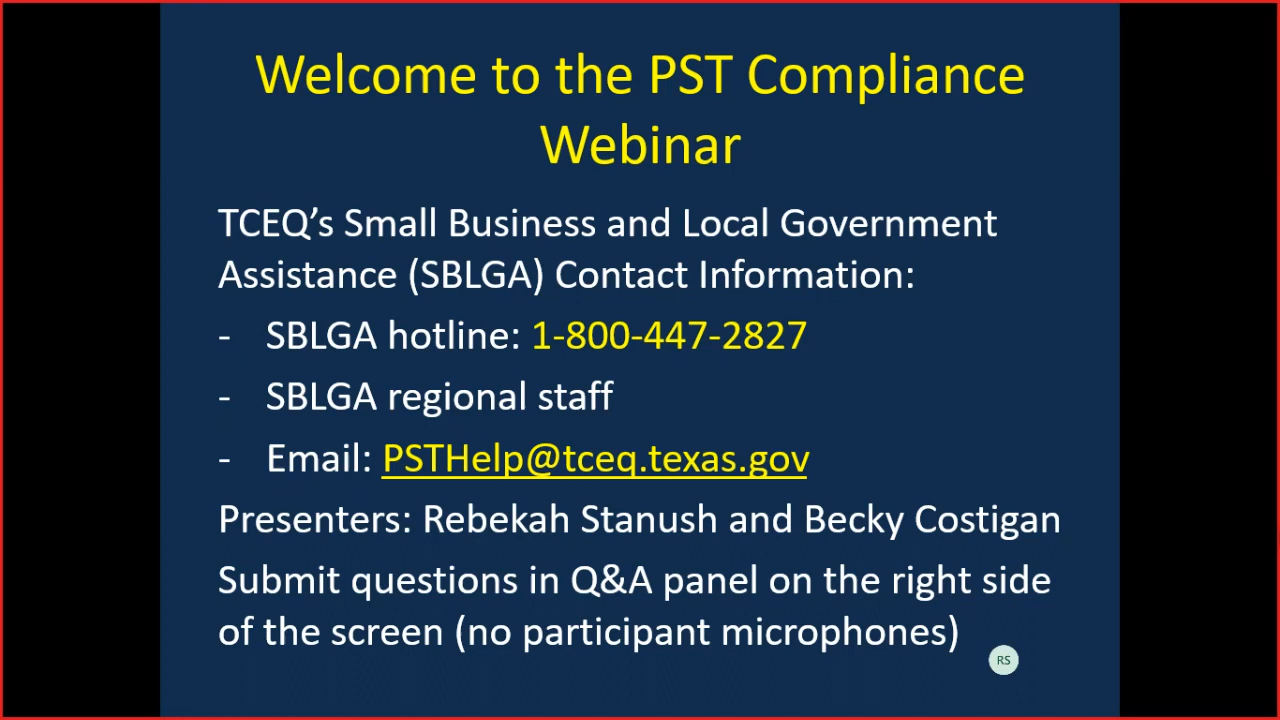 Welcome to the PST Compliance
Webinar
TCEQ’s Small Business and Local Government
Assistance (SBLGA) Contact Information:
- SBLGA hotline: 1-800-447-2827
- SBLGA regional staff
- Email: PSTHelp@tceq.texas.gov
Presenters: Rebekah Stanush and Becky Costigan
Submit questions in Q&A panel on the right side
of the screen (no participant microphones)
RS